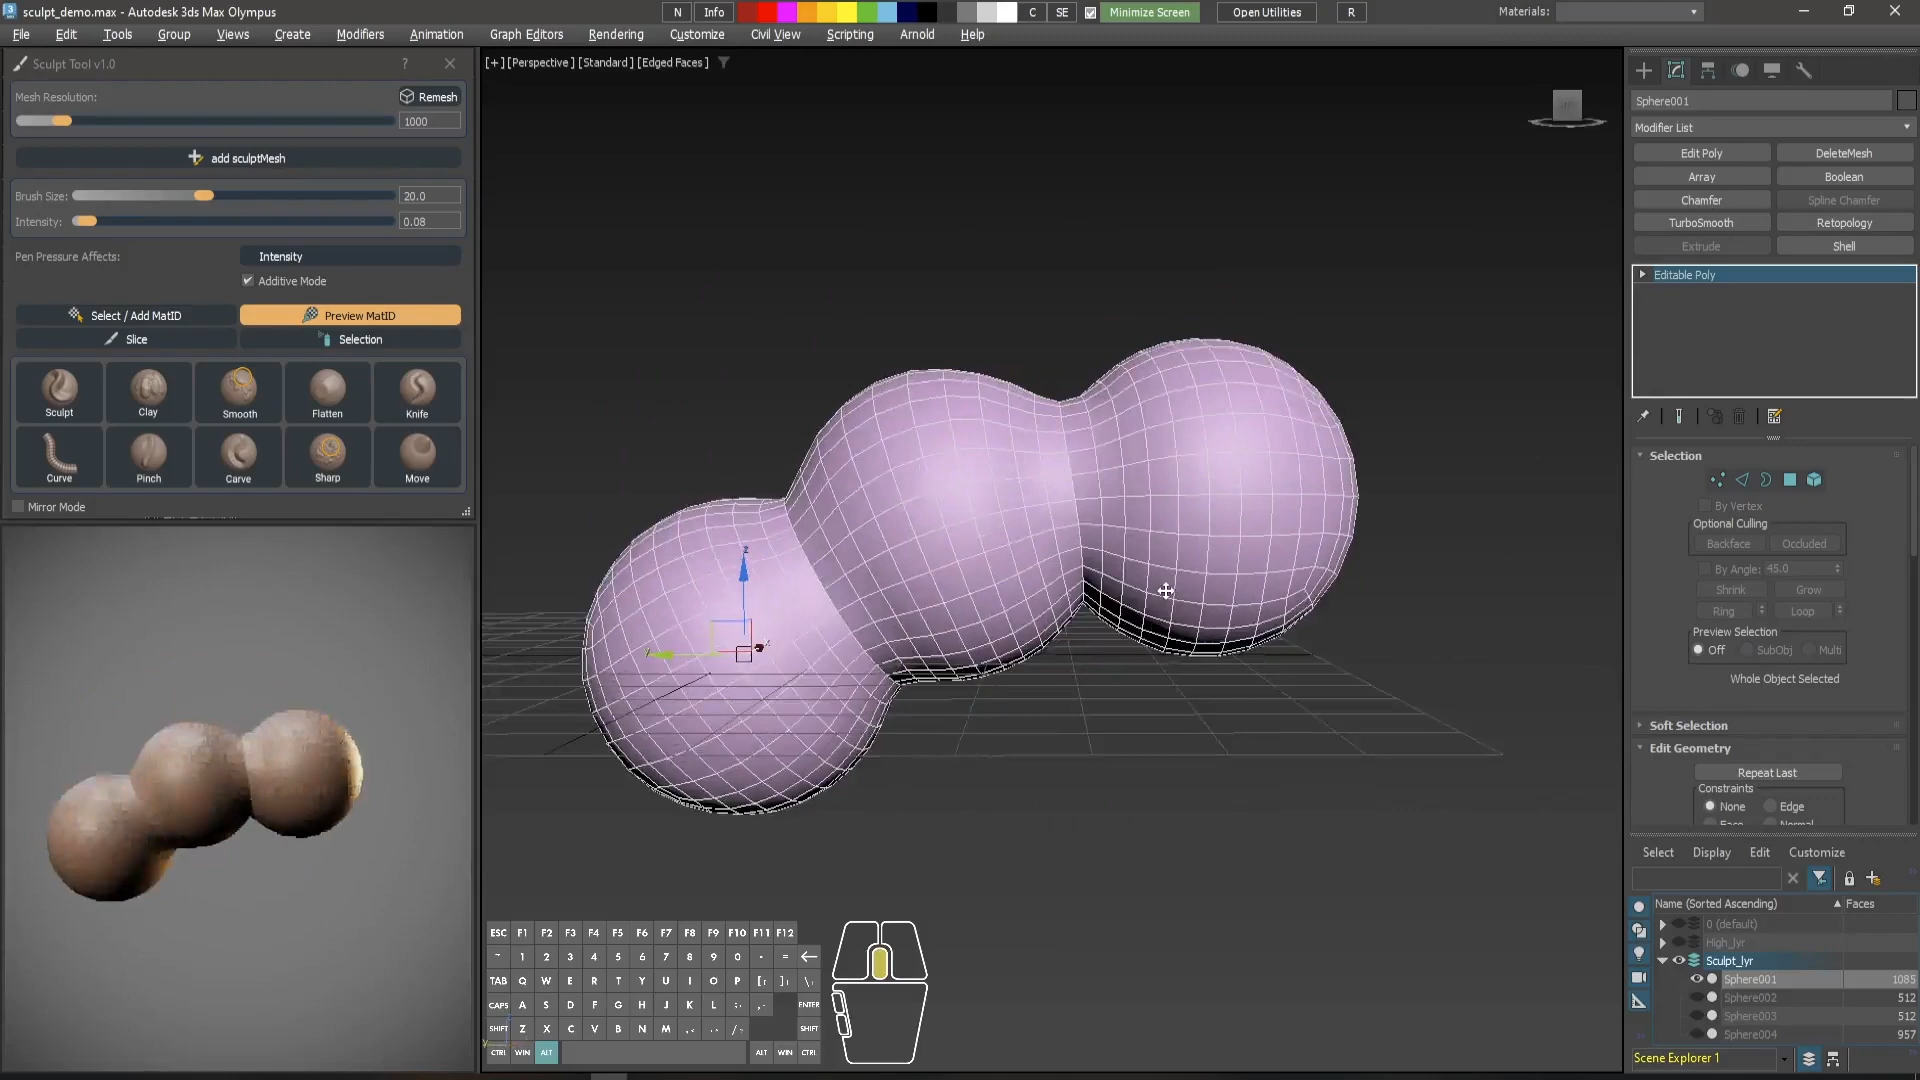 sculpt_demo.max - Autodesk 3ds Max Olympus
N Info C SE Minimize Screen Open Utilities R Materials:
File Edit Tools Group Views Create Modifiers Animation Graph Editors Rendering Customize Civil View Scripting Arnold Help
Sculpt Tool v1.0 ?
Mesh Resolution: Remesh
1000
add sculptMesh
Brush Size: 20.0
Intensity: 0.08
Pen Pressure Affects: Intensity
Additive Mode
Select / Add MatID Preview MatID
Slice Selection
Sculpt Clay Smooth Flatten Knife
Curve Pinch Carve Sharp Move
Mirror Mode
[+] [Perspective] [Standard] [Edged Faces]
z
ESC F1 F2 F3 F4 F5 F6 F7 F8 F9 F10 F11 F12
~ 1 2 3 4 5 6 7 8 9 0 - =
TAB Q W E R T Y U I O P [ ] \
CAPS A S D F G H J K L ENTER
SHIFT Z X C V B N M SHIFT
CTRL WIN ALT ALT WIN CTRL
Sphere001
Modifier List
Edit Poly DeleteMesh
Array Boolean
Chamfer Spline Chamfer
TurboSmooth Retopology
Extrude Shell
Editable Poly
Selection
By Vertex
Optional Culling
Backface Occluded
By Angle: 45.0
Shrink Grow
Ring Loop
Preview Selection
Off SubObj Multi
Whole Object Selected
Soft Selection
Edit Geometry
Repeat Last
Constraints
None Edge
Face Normal
Select Display Edit Customize
Name (Sorted Ascending) Faces
0 (default)
High_lyr
Sculpt_lyr
Sphere001 1085
Sphere002 512
Sphere003 512
Sphere004 957
Scene Explorer 1